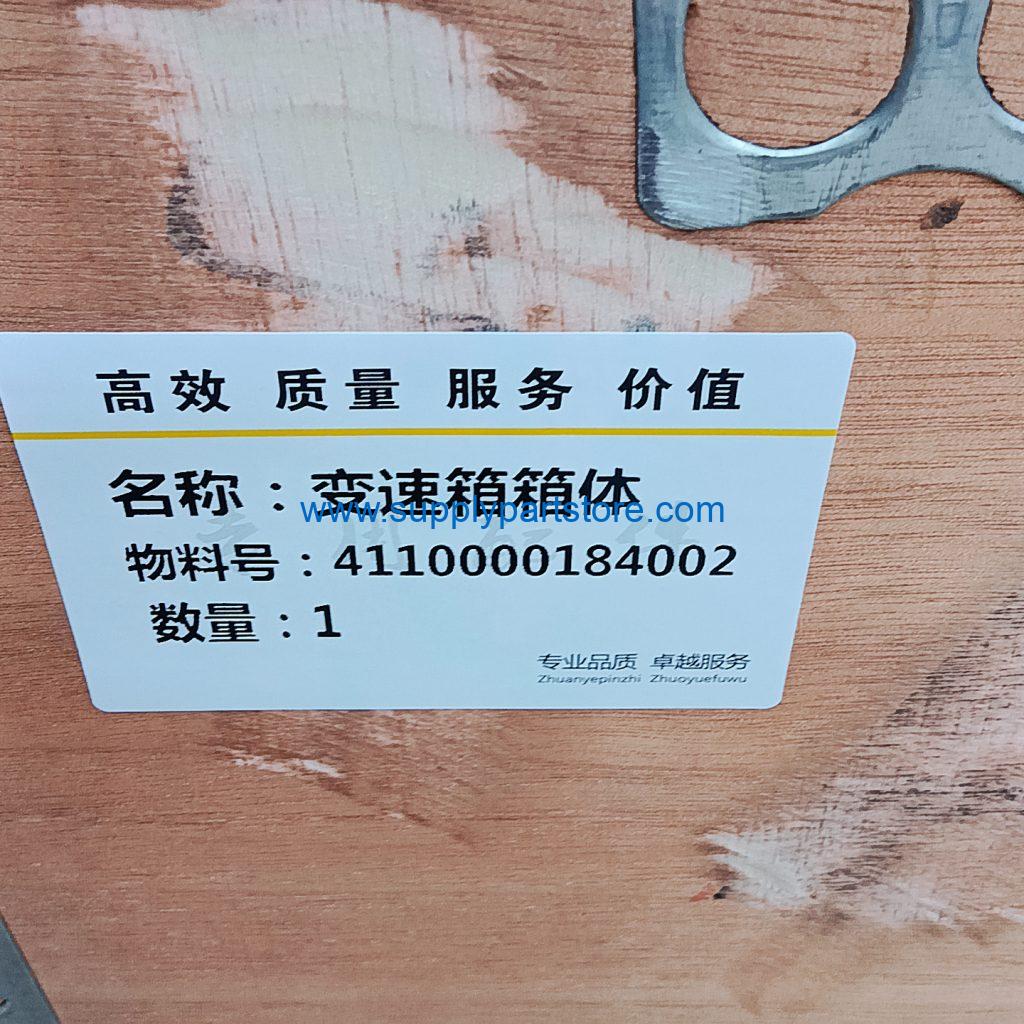 高效 质量 服务 价值
名称：变速箱箱体
www.supplypartstore.com
物料号：4110000184002
数量：1
专业品质 卓越服务
Zhuanyepinzhi Zhuoyuefuwu